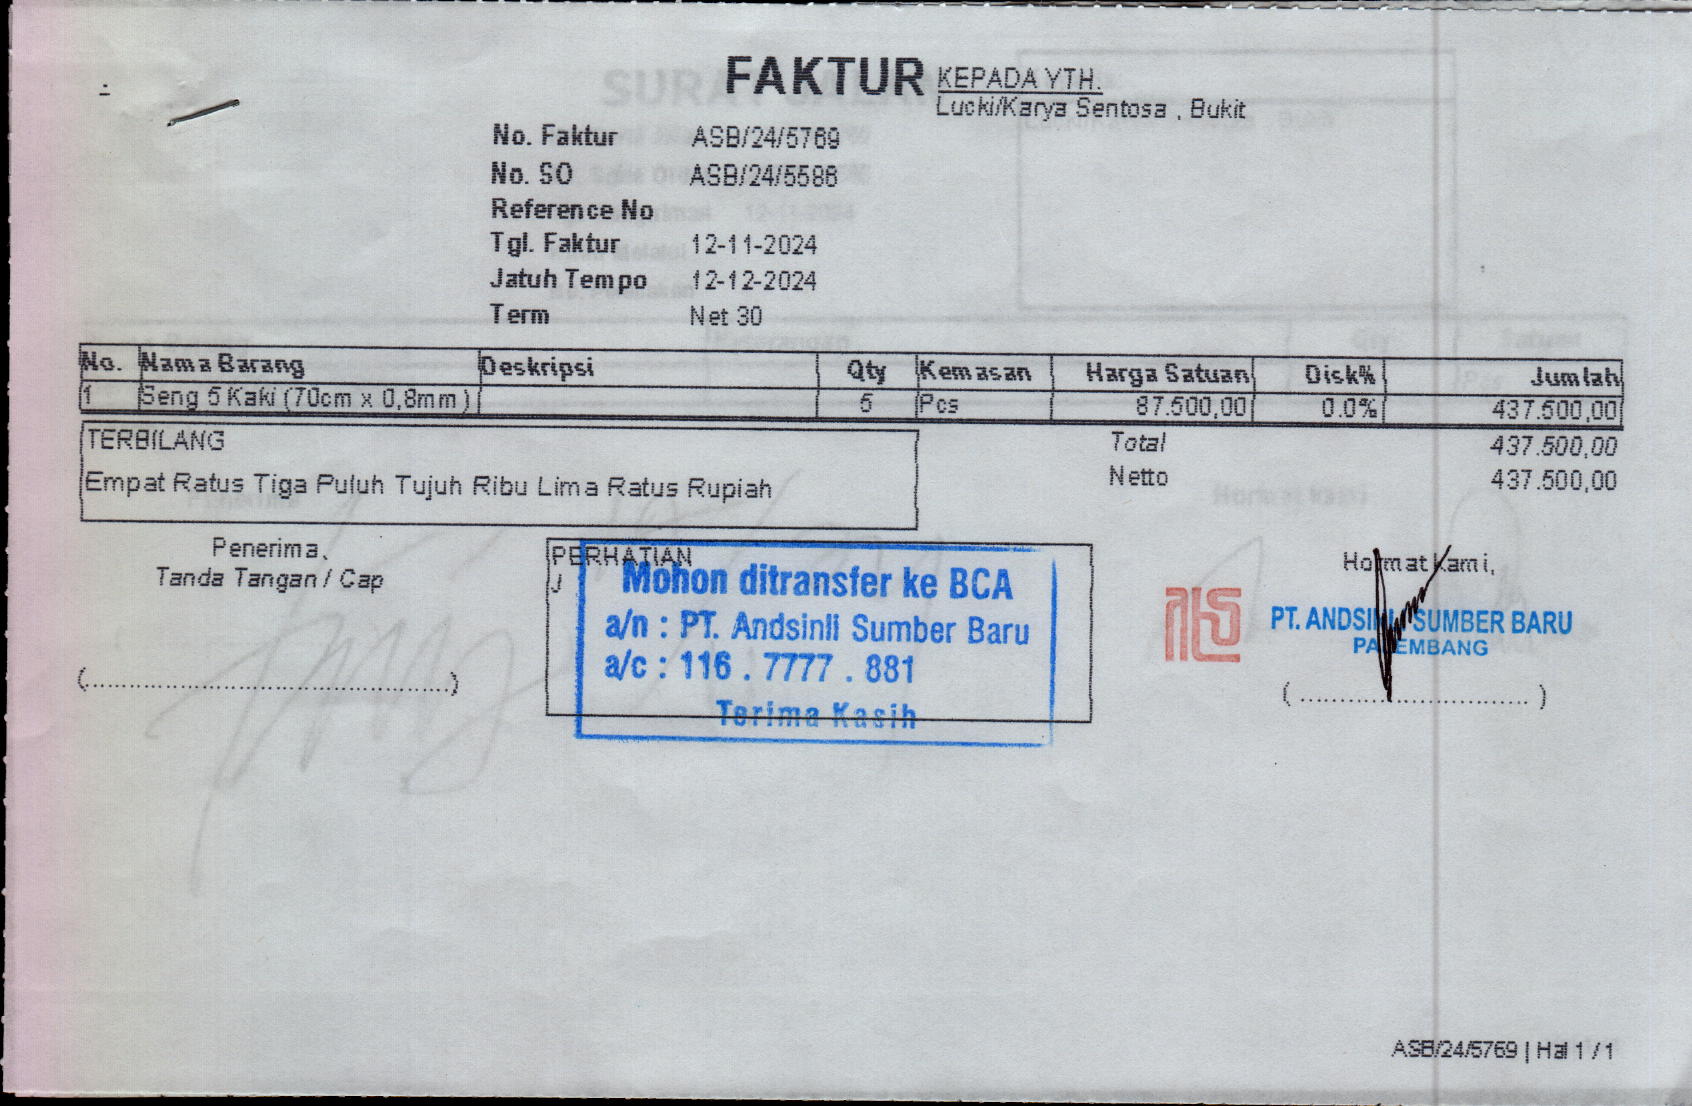 FAKTUR
KEPADA YTH.
Lucki/Karya Sentosa , Bukit
No. Faktur ASB/24/5769
No. SO ASB/24/5586
Reference No
Tgl. Faktur 12-11-2024
Jatuh Tempo 12-12-2024
Term Net 30
No. Nama Barang Deskripsi Qty Kemasan Harga Satuan Disk% Jumlah
1 Seng 5 Kaki (70cm x 0,8mm) 5 Pcs 87.500,00 0.0% 437.500,00
TERBILANG Total 437.500,00
Empat Ratus Tiga Puluh Tujuh Ribu Lima Ratus Rupiah Netto 437.500,00
Penerima,
Tanda Tangan / Cap
(..................................................)
PERHATIAN
J
Mohon ditransfer ke BCA
a/n : PT. Andsinli Sumber Baru
a/c : 116 . 7777 . 881
Terima Kasih
Hormat Kami,
PT. ANDSINLI SUMBER BARU
PALEMBANG
( ................................ )
ASB/24/5769 | Hal 1 / 1